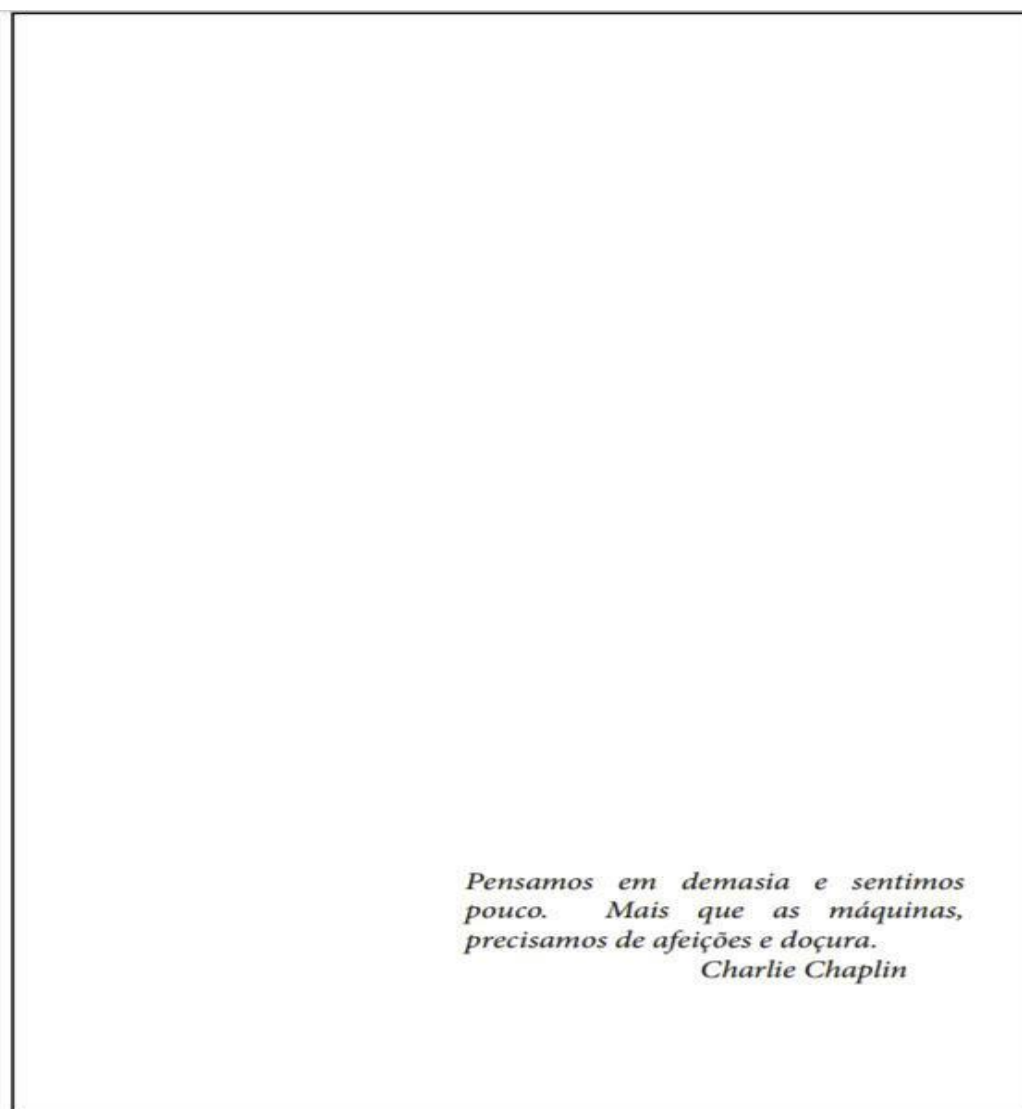 Pensamos em demasia e sentimos
pouco. Mais que as máquinas,
precisamos de afeições e doçura.
Charlie Chaplin